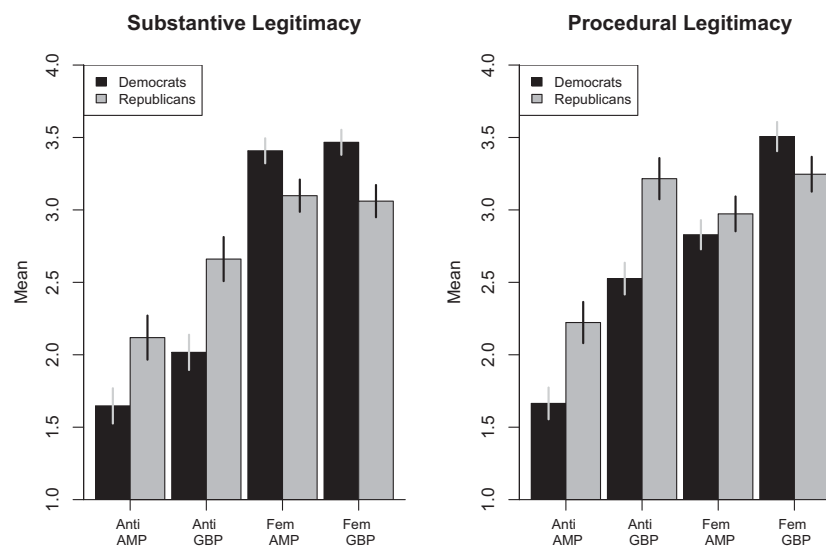 Substantive Legitimacy
Democrats
Republicans
Mean
4.0
3.5
3.0
2.5
2.0
1.5
1.0
Anti AMP
Anti GBP
Fem AMP
Fem GBP
Procedural Legitimacy
Democrats
Republicans
Mean
4.0
3.5
3.0
2.5
2.0
1.5
1.0
Anti AMP
Anti GBP
Fem AMP
Fem GBP